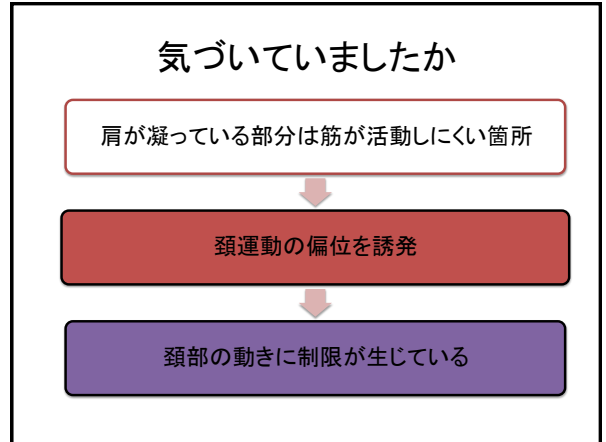 気づいていましたか
肩が凝っている部分は筋が活動しにくい箇所
頚運動の偏位を誘発
頚部の動きに制限が生じている